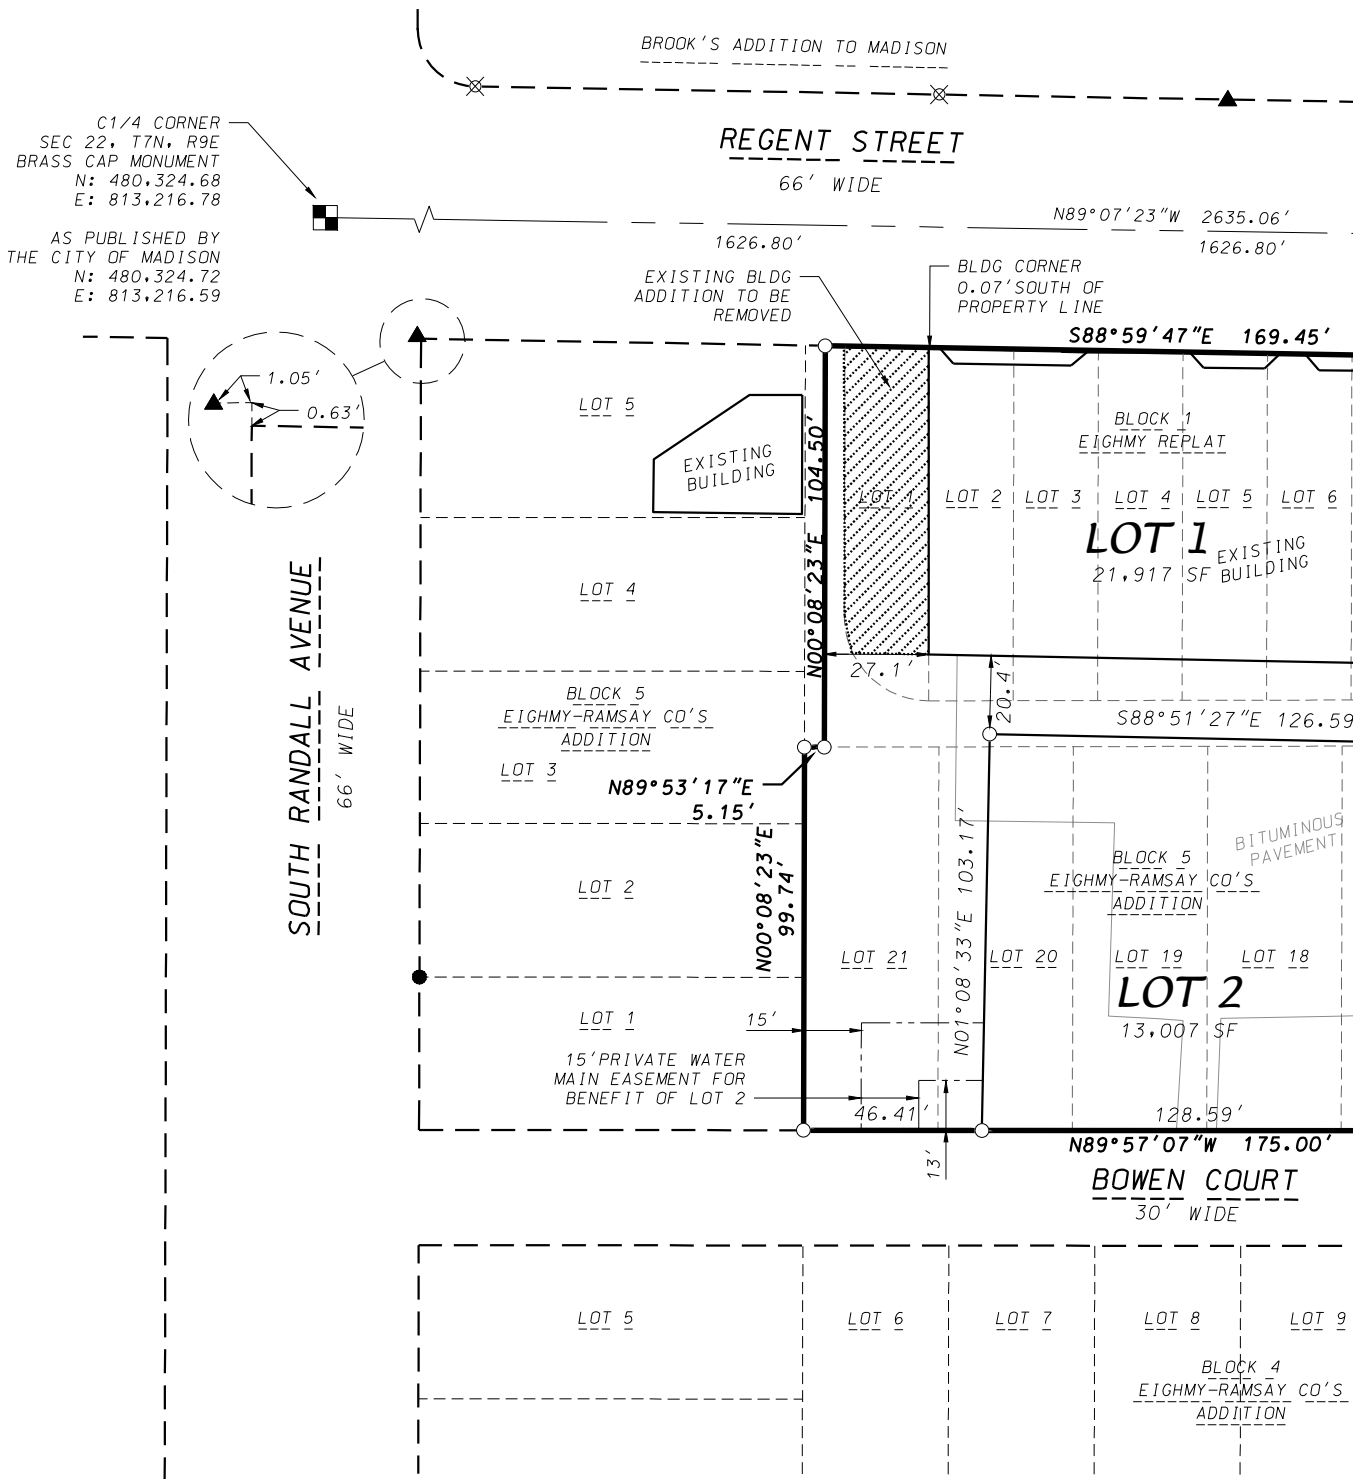 BROOK'S ADDITION TO MADISON
REGENT STREET
66' WIDE
C1/4 CORNER
SEC 22, T7N, R9E
BRASS CAP MONUMENT
N: 480,324.68
E: 813,216.78
AS PUBLISHED BY
THE CITY OF MADISON
N: 480,324.72
E: 813,216.59
N89°07'23"W 2635.06'
1626.80'
1626.80'
EXISTING BLDG
ADDITION TO BE
REMOVED
BLDG CORNER
0.07' SOUTH OF
PROPERTY LINE
S88°59'47"E 169.45'
1.05'
0.63'
LOT 5
EXISTING
BUILDING
N00°08'23"E 104.50'
BLOCK 1
EIGHMY REPLAT
LOT 1
LOT 2
LOT 3
LOT 4
LOT 5
LOT 6
LOT 1
21,917 SF
EXISTING
BUILDING
LOT 4
SOUTH RANDALL AVENUE
66' WIDE
27.1'
20.4'
BLOCK 5
EIGHMY-RAMSAY CO'S
ADDITION
LOT 3
S88°51'27"E 126.59
N89°53'17"E
5.15'
N00°08'23"E
99.74'
N01°08'33"E 103.17'
BITUMINOUS
PAVEMENT
BLOCK 5
EIGHMY-RAMSAY CO'S
ADDITION
LOT 2
LOT 21
LOT 20
LOT 19
LOT 18
LOT 2
13,007 SF
LOT 1
15'
15' PRIVATE WATER
MAIN EASEMENT FOR
BENEFIT OF LOT 2
46.41'
128.59'
13'
N89°57'07"W 175.00'
BOWEN COURT
30' WIDE
LOT 5
LOT 6
LOT 7
LOT 8
LOT 9
BLOCK 4
EIGHMY-RAMSAY CO'S
ADDITION